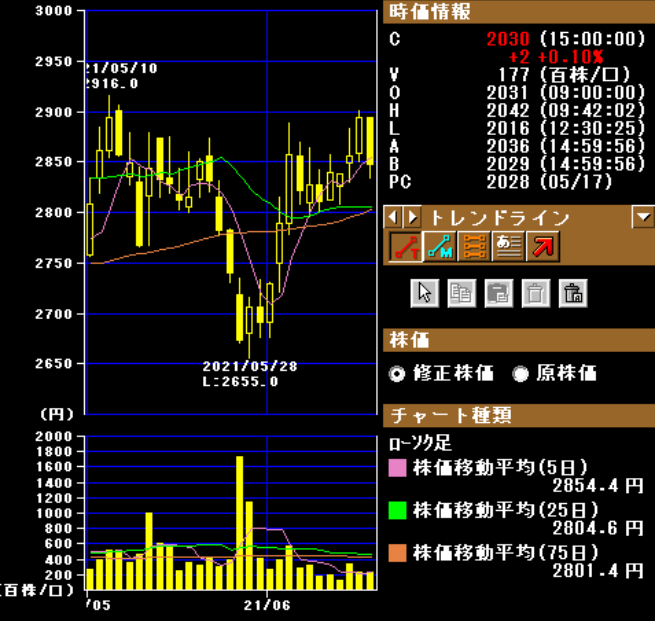 3000
2950
21/05/10
2916.0
2900
2850
2800
2750
2700
2650
2021/05/28
L:2655.0
(円)
2000
1800
1600
1400
1200
1000
800
600
400
200
(百株/口)
/05
21/06
時価情報
C 2030 (15:00:00)
+2 +0.10%
V 177 (百株/口)
O 2031 (09:00:00)
H 2042 (09:42:02)
L 2016 (12:30:25)
A 2036 (14:59:56)
B 2029 (14:59:56)
PC 2028 (05/17)
トレンドライン
T
M
あ
株価
修正株価 原株価
チャート種類
ローソク足
株価移動平均(5日)
2854.4 円
株価移動平均(25日)
2804.6 円
株価移動平均(75日)
2801.4 円